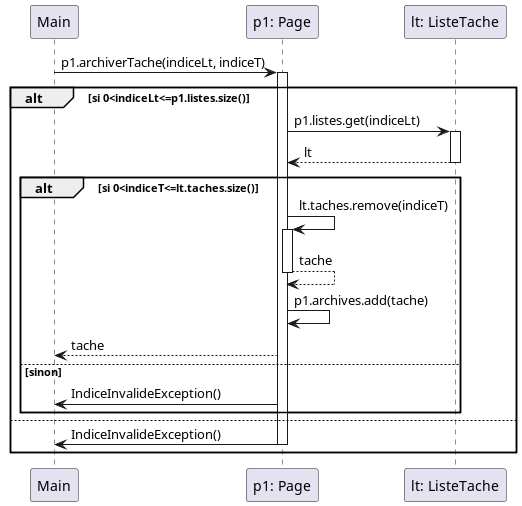 Main
p1: Page
lt: ListeTache
p1.archiverTache(indiceLt, indiceT)
alt
[si 0<indiceLt<=p1.listes.size()]
p1.listes.get(indiceLt)
lt
alt
[si 0<indiceT<=lt.taches.size()]
lt.taches.remove(indiceT)
tache
p1.archives.add(tache)
tache
[sinon]
IndiceInvalideException()
IndiceInvalideException()
Main
p1: Page
lt: ListeTache